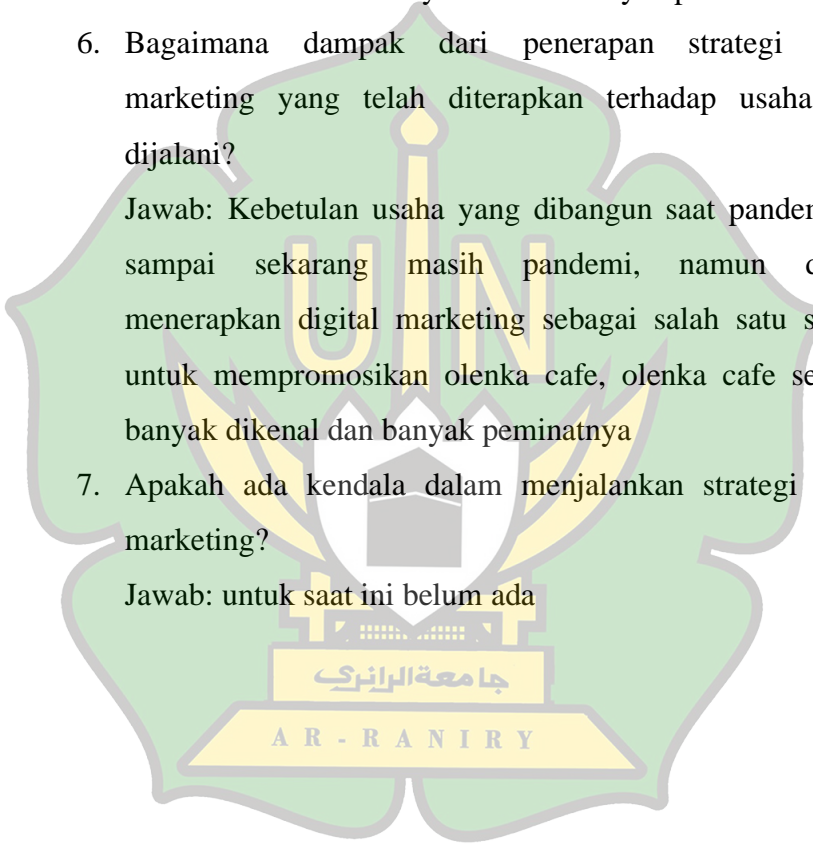 6. Bagaimana dampak dari penerapan strategi
marketing yang telah diterapkan terhadap usaha
dijalani?
Jawab: Kebetulan usaha yang dibangun saat pander
sampai sekarang masih pandemi, namun
menerapkan digital marketing sebagai salah satu s
untuk mempromosikan olenka cafe, olenka cafe se
banyak dikenal dan banyak peminatnya
7. Apakah ada kendala dalam menjalankan strategi
marketing?
Jawab: untuk saat ini belum ada
UIN
جامعة الرانري
AR-RANIRY